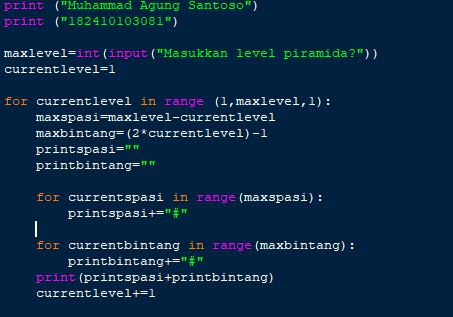 print ("Muhammad Agung Santoso")
print ("182410103081")

maxlevel=int(input("Masukkan level piramida?"))
currentlevel=1

for currentlevel in range (1,maxlevel,1):
    maxspasi=maxlevel-currentlevel
    maxbintang=(2*currentlevel)-1
    printspasi=""
    printbintang=""

    for currentspasi in range(maxspasi):
        printspasi+="#"

    for currentbintang in range(maxbintang):
        printbintang+="#"
    print(printspasi+printbintang)
    currentlevel+=1